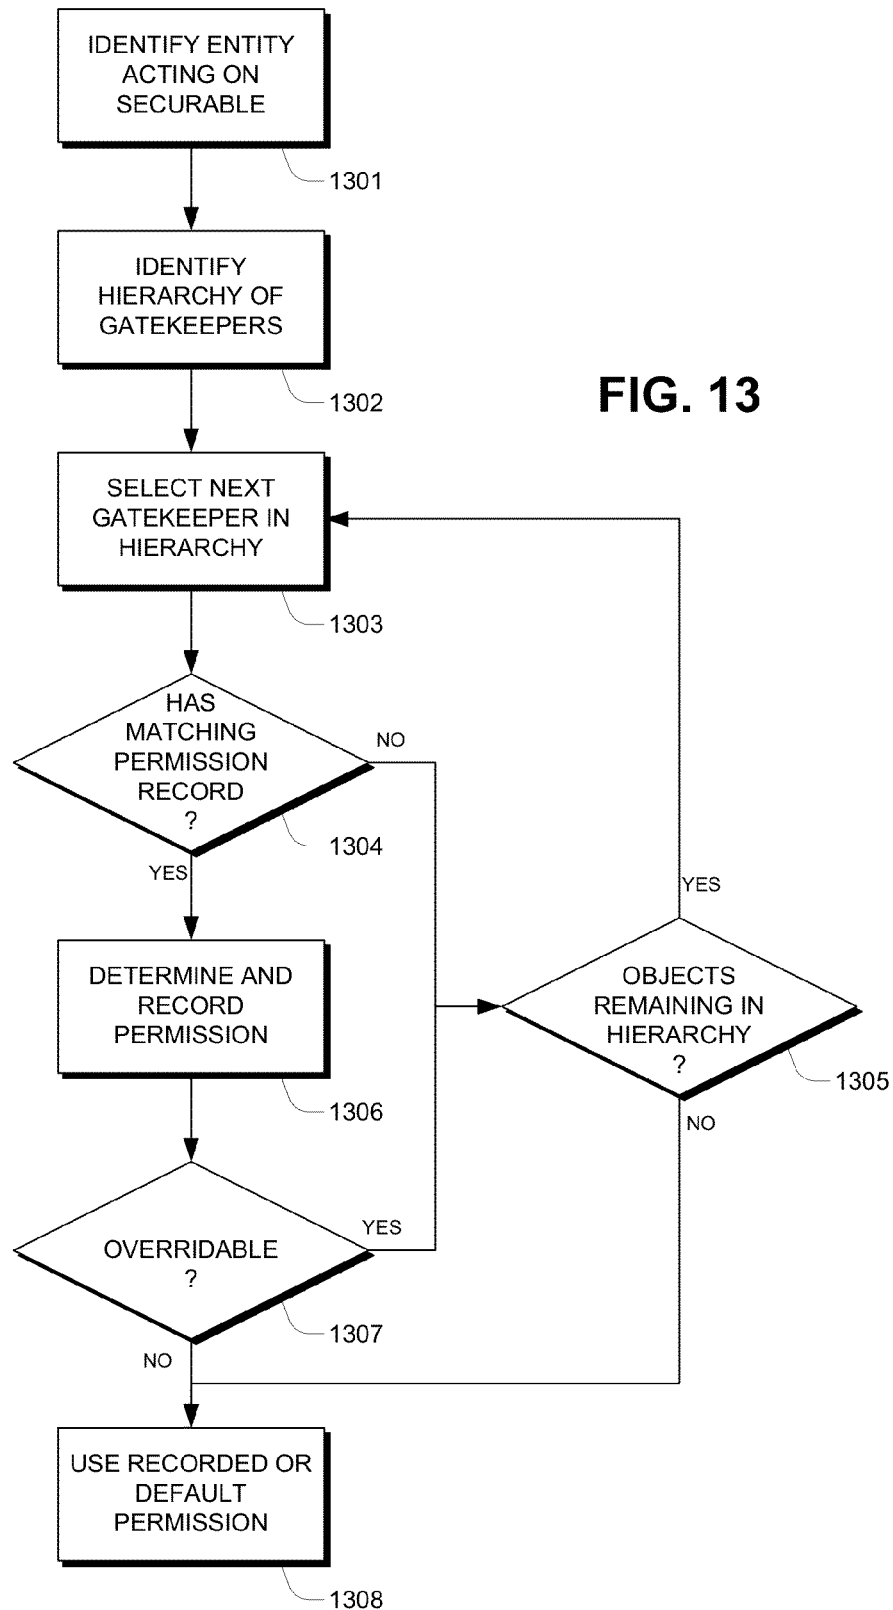 IDENTIFY ENTITY
ACTING ON
SECURABLE
1301
IDENTIFY
HIERARCHY OF
GATEKEEPERS
1302
FIG. 13
SELECT NEXT
GATEKEEPER IN
HIERARCHY
1303
HAS
MATCHING
PERMISSION
RECORD
?
NO
1304
YES
YES
DETERMINE AND
RECORD
PERMISSION
1306
OBJECTS
REMAINING IN
HIERARCHY
?
1305
NO
OVERRIDABLE
?
YES
1307
NO
USE RECORDED OR
DEFAULT
PERMISSION
1308